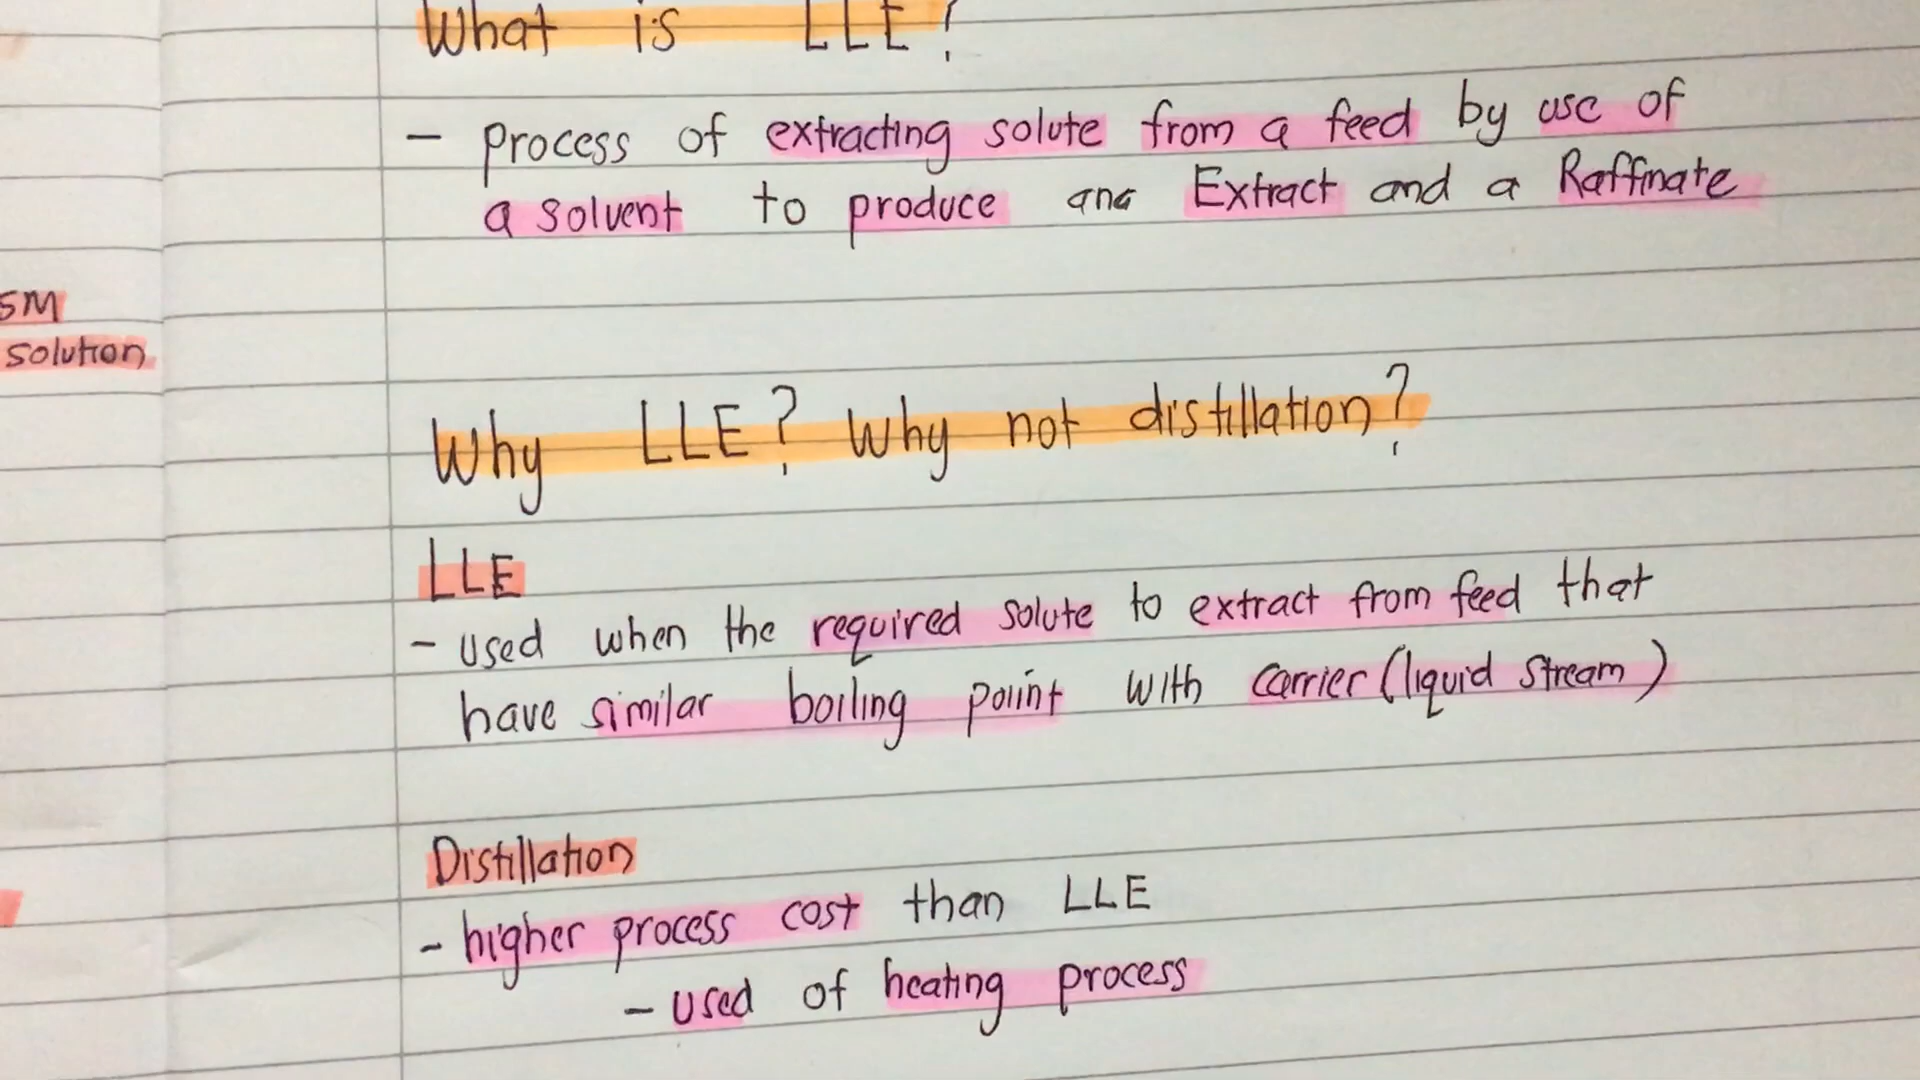 What is LLE?
- process of extracting solute from a feed by use of
a solvent to produce ana Extract and a Raffinate
SM
solution
Why LLE? Why not distillation?
LLE
- used when the required solute to extract from feed that
have similar boiling poiint with carrier (liquid stream)
Distillation
- higher process cost than LLE
- used of heating process